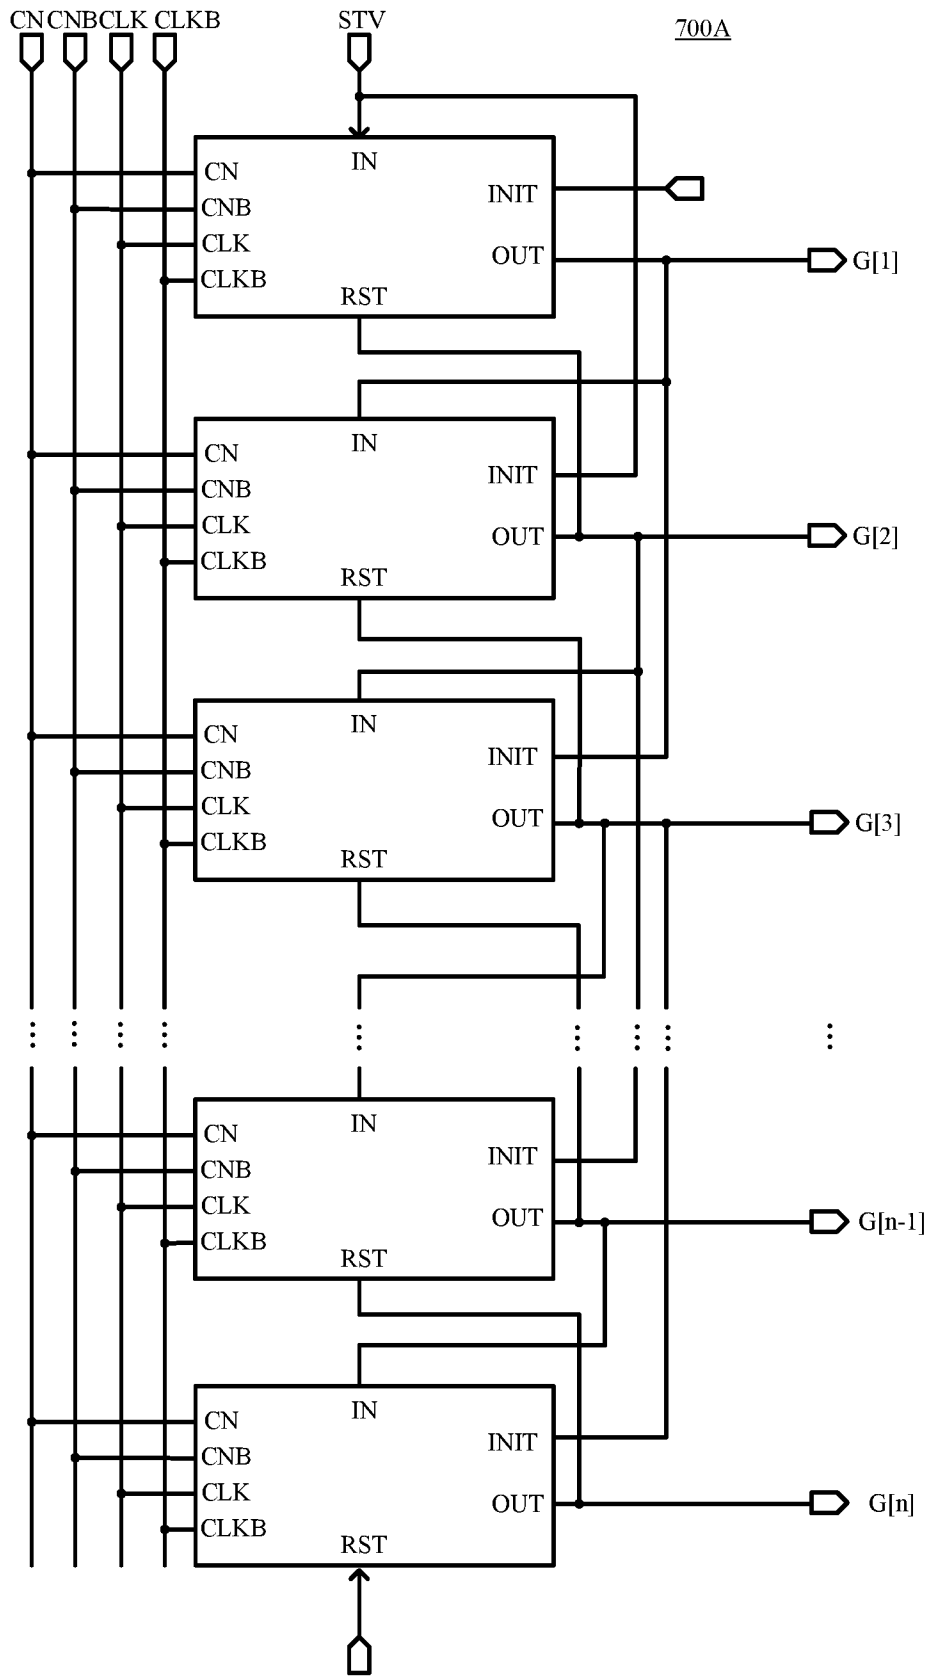 CN CNB CLK CLKB STV 700A
IN
CN
INIT
CNB
CLK
OUT
G[1]
CLKB
RST
IN
CN
INIT
CNB
CLK
OUT
G[2]
CLKB
RST
IN
CN
INIT
CNB
CLK
OUT
G[3]
CLKB
RST
IN
CN
INIT
CNB
CLK
OUT
G[n-1]
CLKB
RST
IN
CN
INIT
CNB
CLK
OUT
G[n]
CLKB
RST